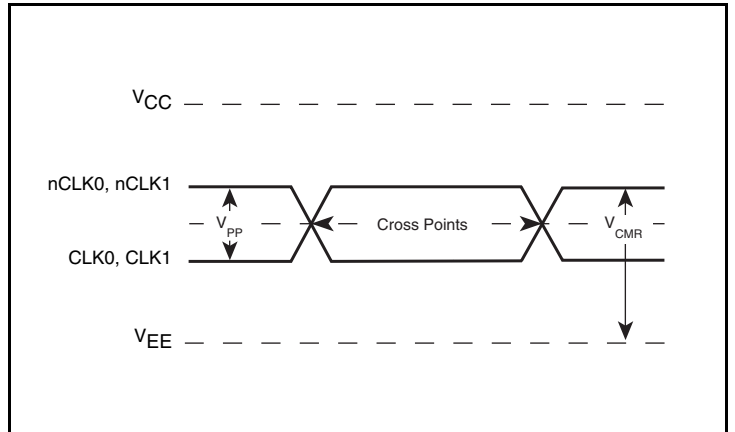 VCC
nCLK0, nCLK1
VPP
Cross Points
VCMR
CLK0, CLK1
VEE